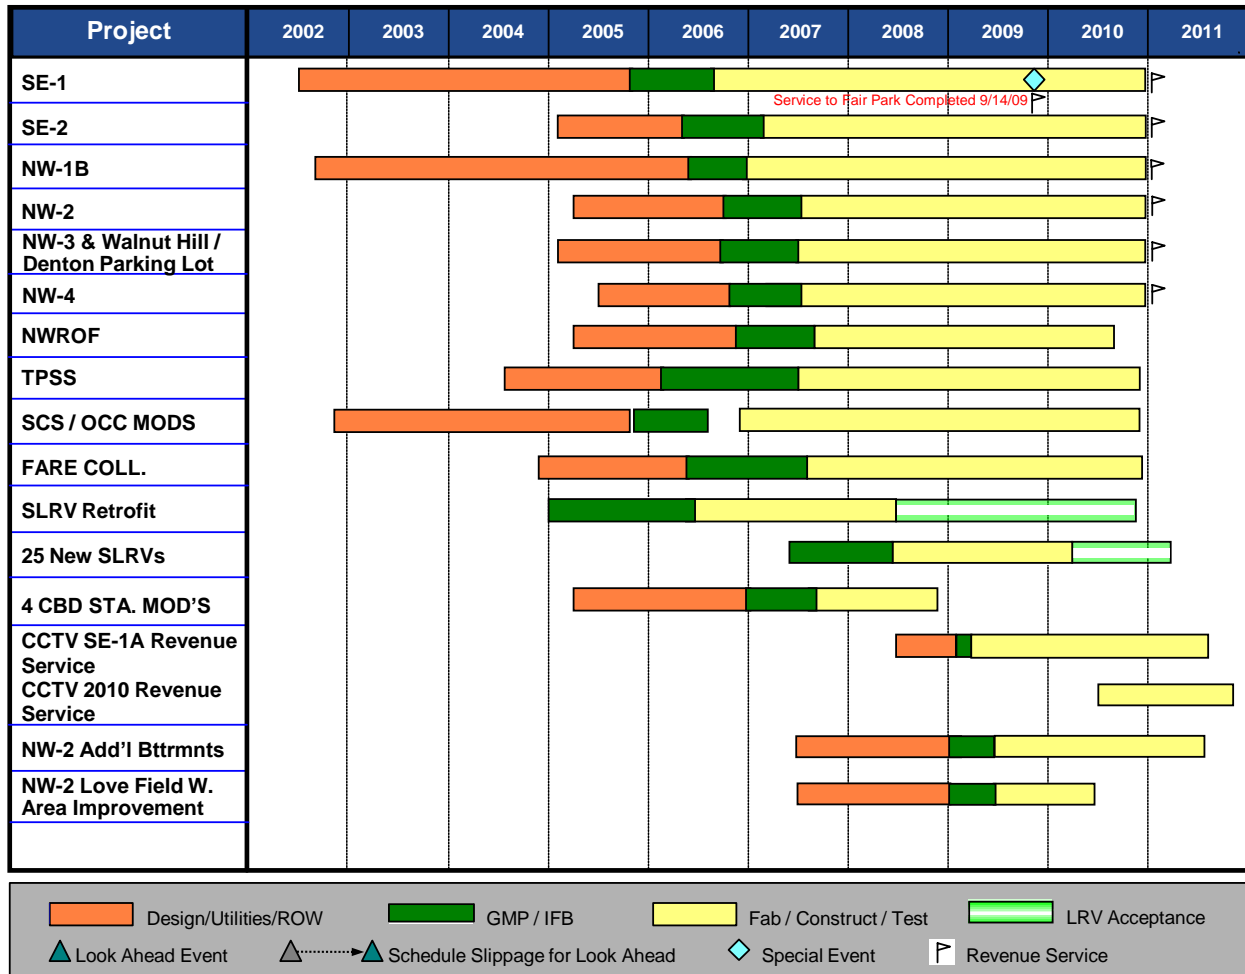 Project 2002 2003 2004 2005 2006 2007 2008 2009 2010 2011
SE-1
Service to Fair Park Completed 9/14/09
SE-2
NW-1B
NW-2
NW-3 & Walnut Hill /
Denton Parking Lot
NW-4
NWROF
TPSS
SCS / OCC MODS
FARE COLL.
SLRV Retrofit
25 New SLRVs
4 CBD STA. MOD'S
CCTV SE-1A Revenue
Service
CCTV 2010 Revenue
Service
NW-2 Add'l Bttrmnts
NW-2 Love Field W.
Area Improvement
Design/Utilities/ROW GMP / IFB Fab / Construct / Test LRV Acceptance
Look Ahead Event Schedule Slippage for Look Ahead Special Event Revenue Service